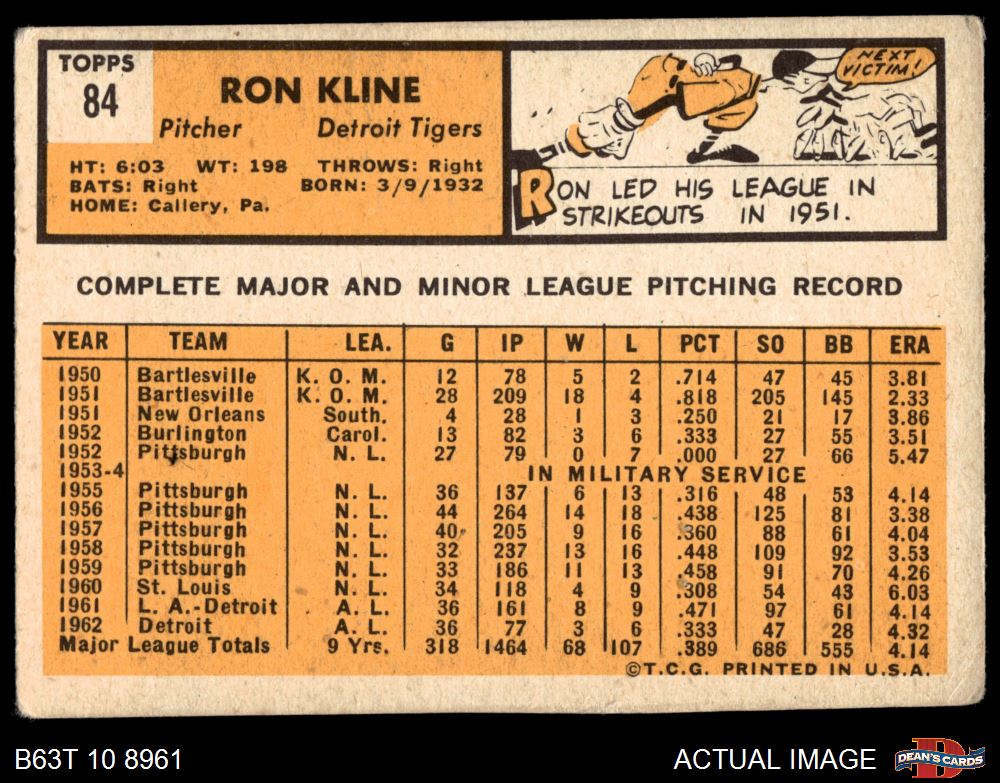 TOPPS
84
RON KLINE
Pitcher Detroit Tigers
HT: 6:03 WT: 198 THROWS: Right
BATS: Right BORN: 3/9/1932
HOME: Callery, Pa.
NEXT
VICTIM!
RON LED HIS LEAGUE IN
STRIKEOUTS IN 1951.
COMPLETE MAJOR AND MINOR LEAGUE PITCHING RECORD
YEAR TEAM LEA. G IP W L PCT SO BB ERA
1950 Bartlesville K. O. M. 12 78 5 2 .714 47 45 3.81
1951 Bartlesville K. O. M. 28 209 18 4 .818 205 145 2.33
1951 New Orleans South. 4 28 1 3 .250 21 17 3.86
1952 Burlington Carol. 13 82 3 6 .333 27 55 3.51
1952 Pittsburgh N. L. 27 79 0 7 .000 27 66 5.47
1953-4 IN MILITARY SERVICE
1955 Pittsburgh N. L. 36 137 6 13 .316 48 53 4.14
1956 Pittsburgh N. L. 44 264 14 18 .438 125 81 3.38
1957 Pittsburgh N. L. 40 205 9 16 .360 88 61 4.04
1958 Pittsburgh N. L. 32 237 13 16 .448 109 92 3.53
1959 Pittsburgh N. L. 33 186 11 13 .458 91 70 4.26
1960 St. Louis N. L. 34 118 4 9 .308 54 43 6.03
1961 L. A.-Detroit A. L. 36 161 8 9 .471 97 61 4.14
1962 Detroit A. L. 36 77 3 6 .333 47 28 4.32
Major League Totals 9 Yrs. 318 1464 68 107 .389 686 555 4.14
©T.C.G. PRINTED IN U.S.A.
B63T 10 8961 ACTUAL IMAGE
D
DEAN'S CARDS